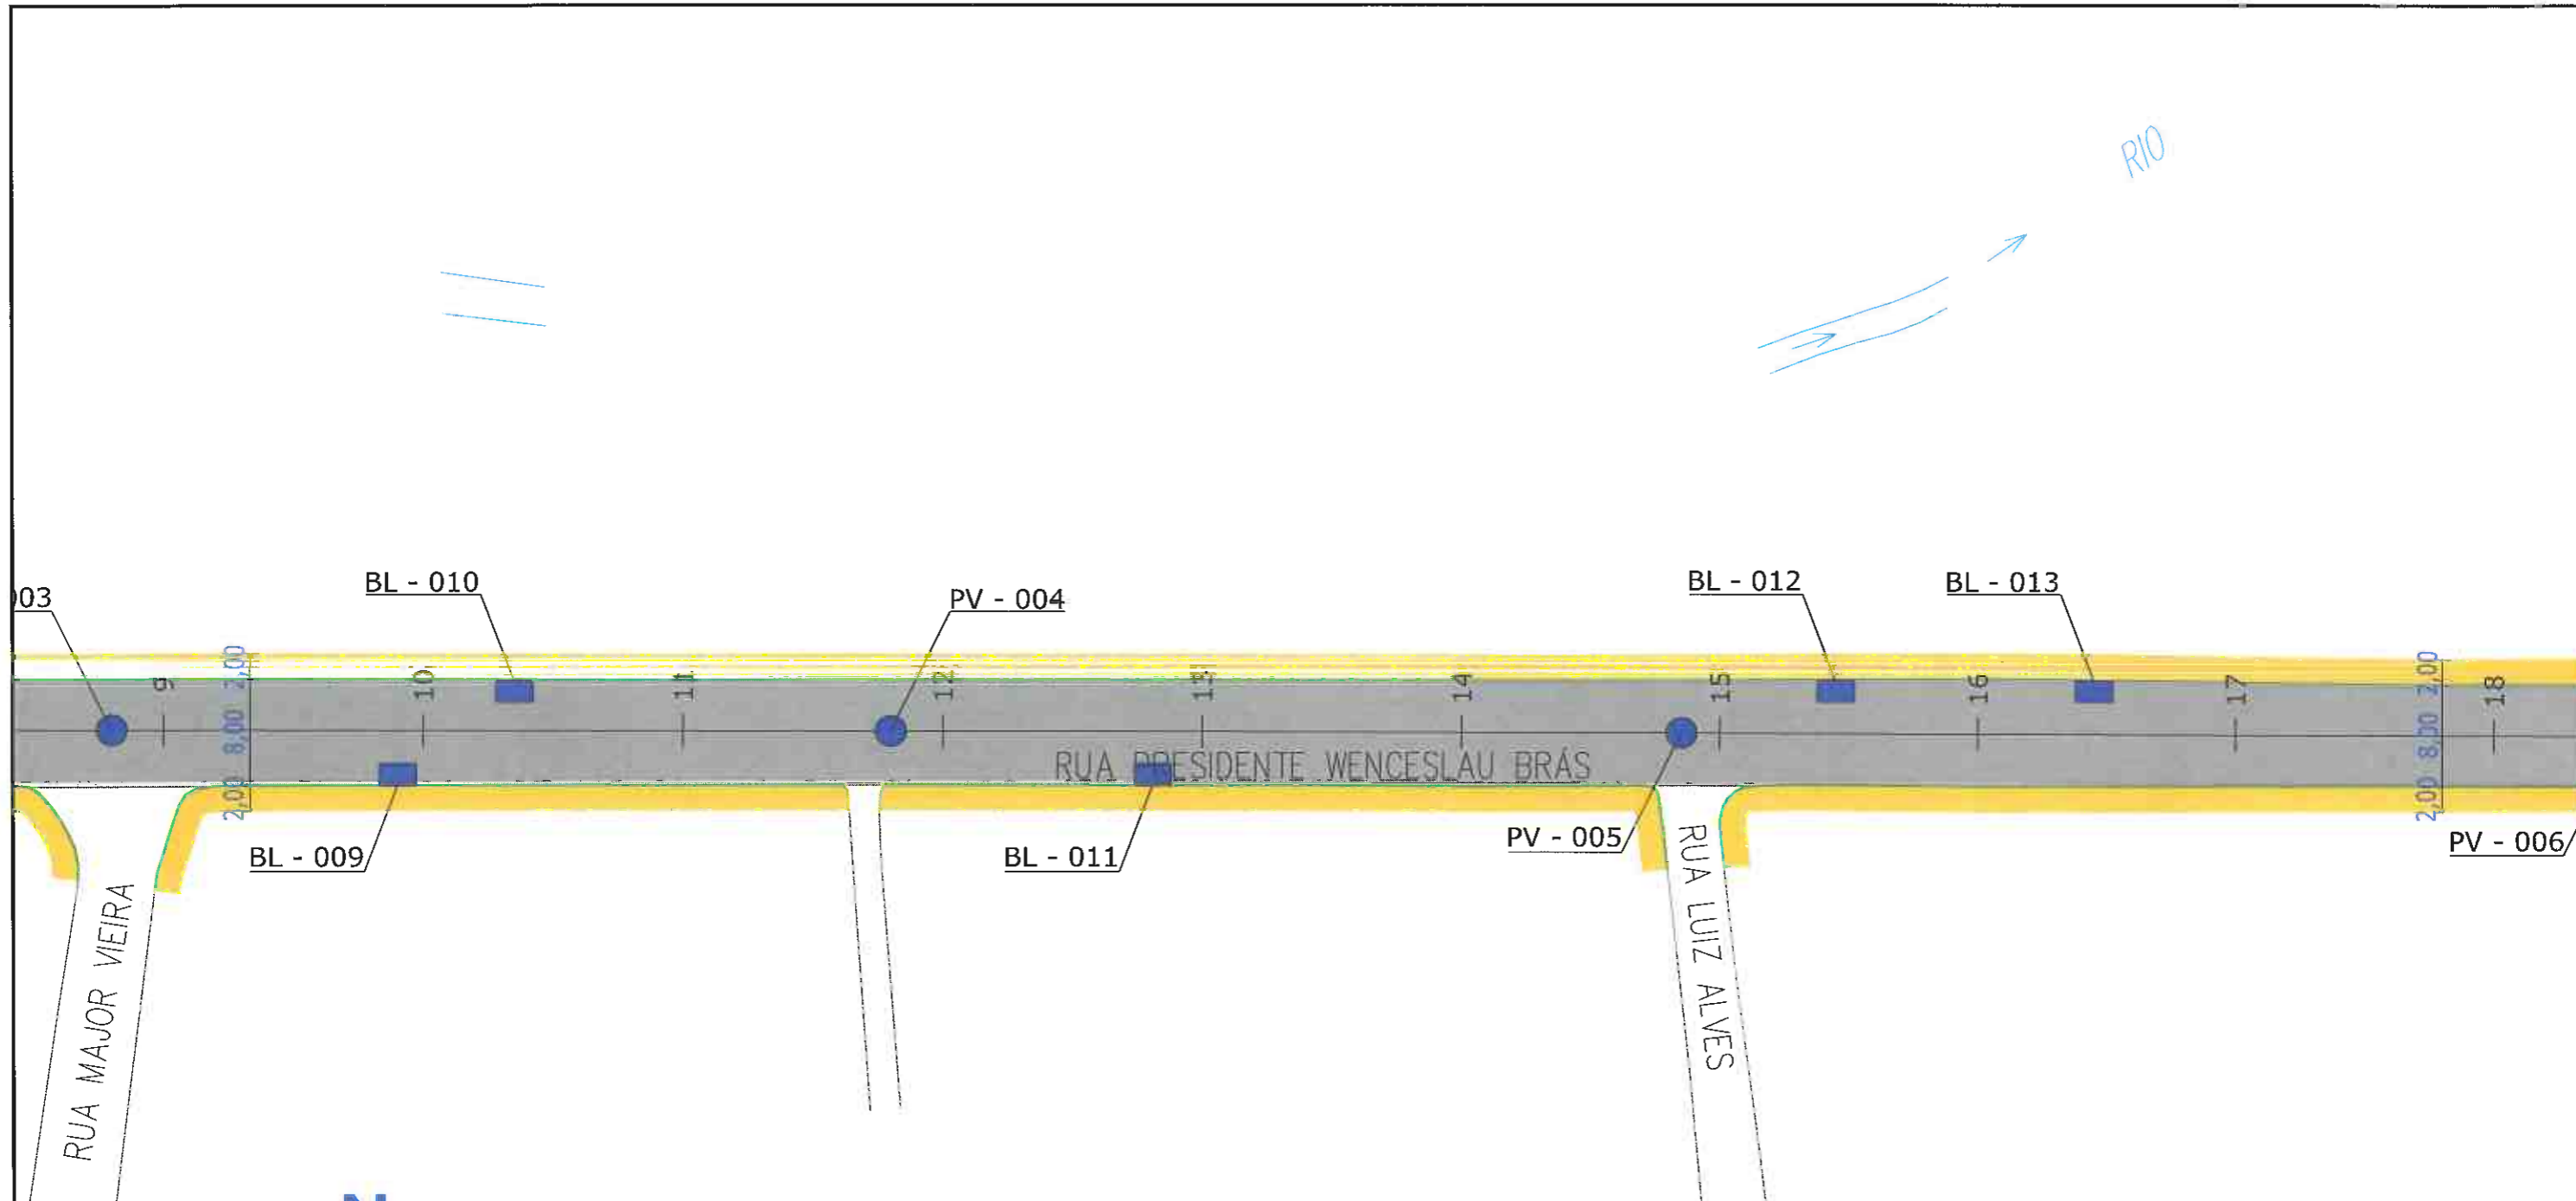 RIO
BL - 010
BL - 012
BL - 013
03
PV - 004
2,00
2,00
9
10
11
12
13
14
15
16
17
18
8,00
8,00
RUA PRESIDENTE WENCESLAU BRÁS
2,00
2,00
BL - 009
BL - 011
PV - 005
PV - 006
RUA MAJOR VIEIRA
RUA LUIZ ALVES